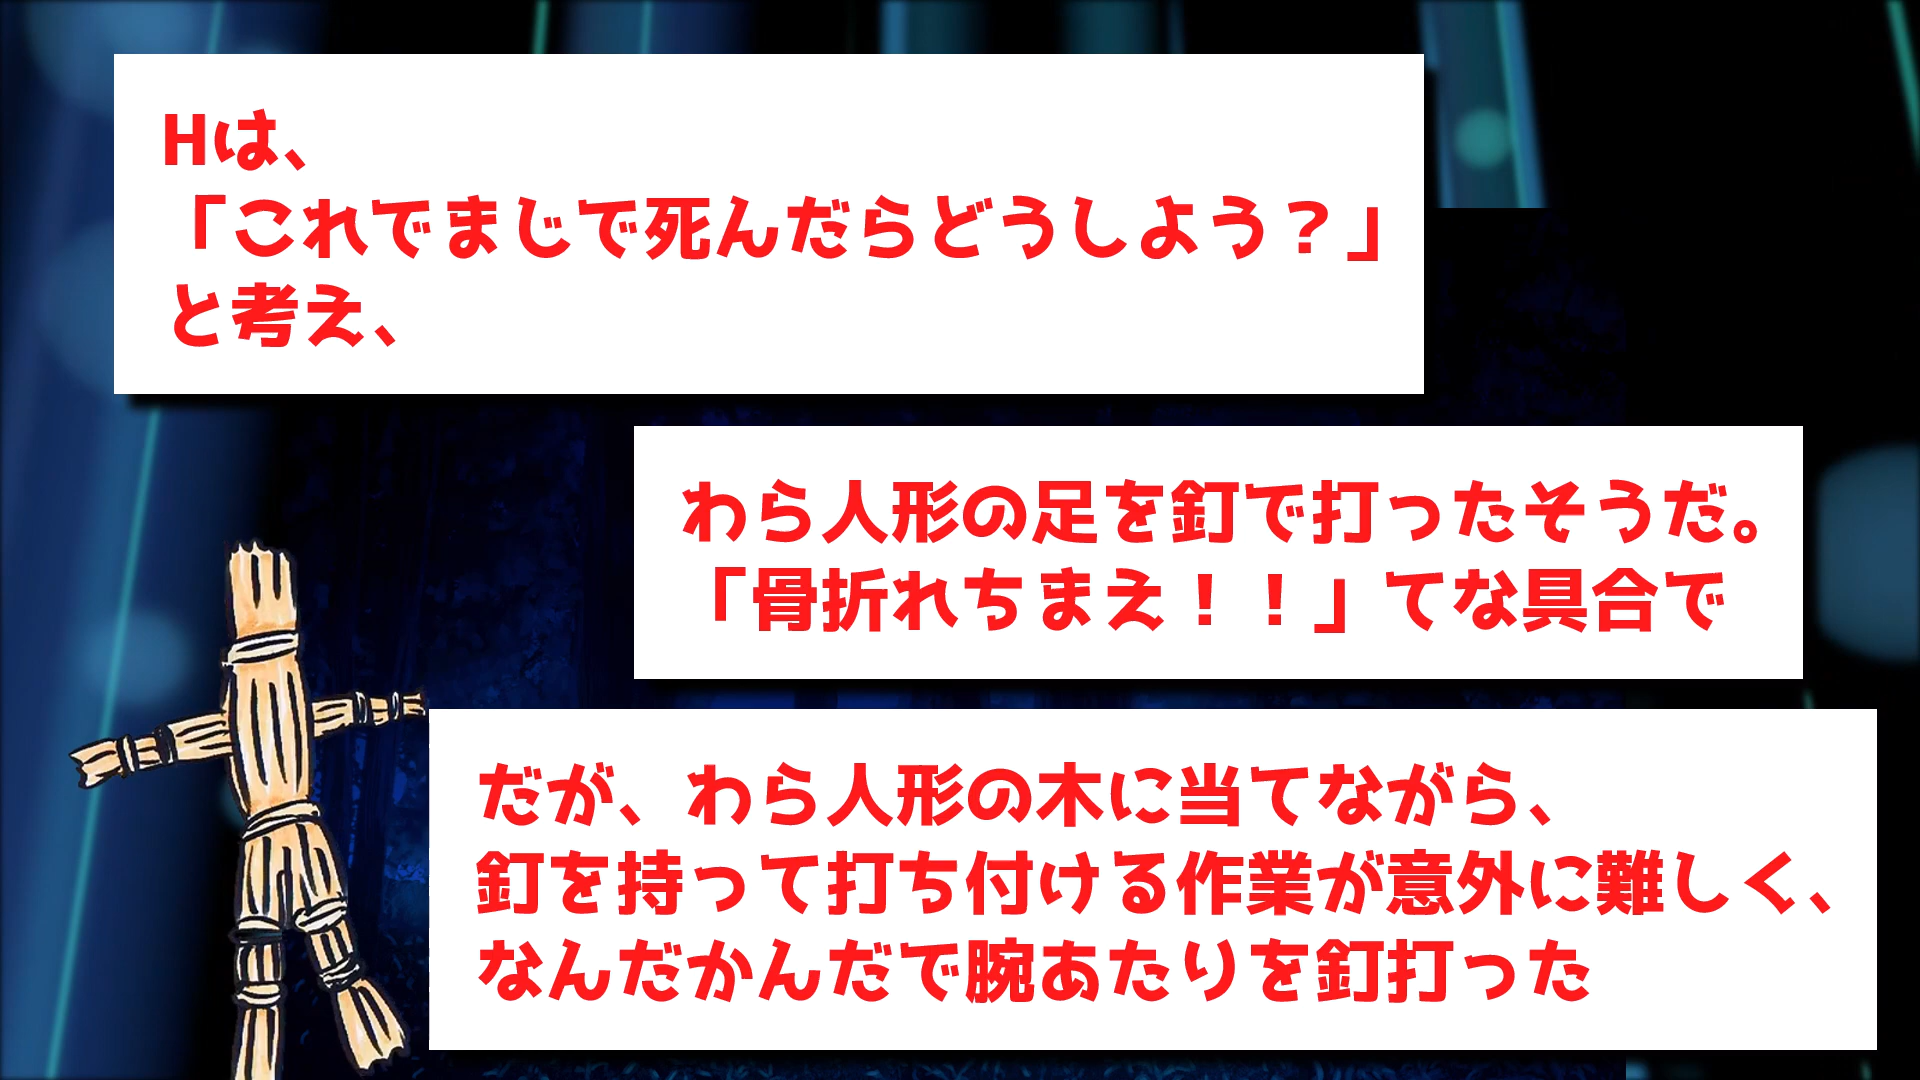 Hは、
「これでまじで死んだらどうしよう？」
と考え、
わら人形の足を釘で打ったそうだ。
「骨折れちまえ！！」てな具合で
だが、わら人形の木に当てながら、
釘を持って打ち付ける作業が意外に難しく、
なんだかんだで腕あたりを釘打った